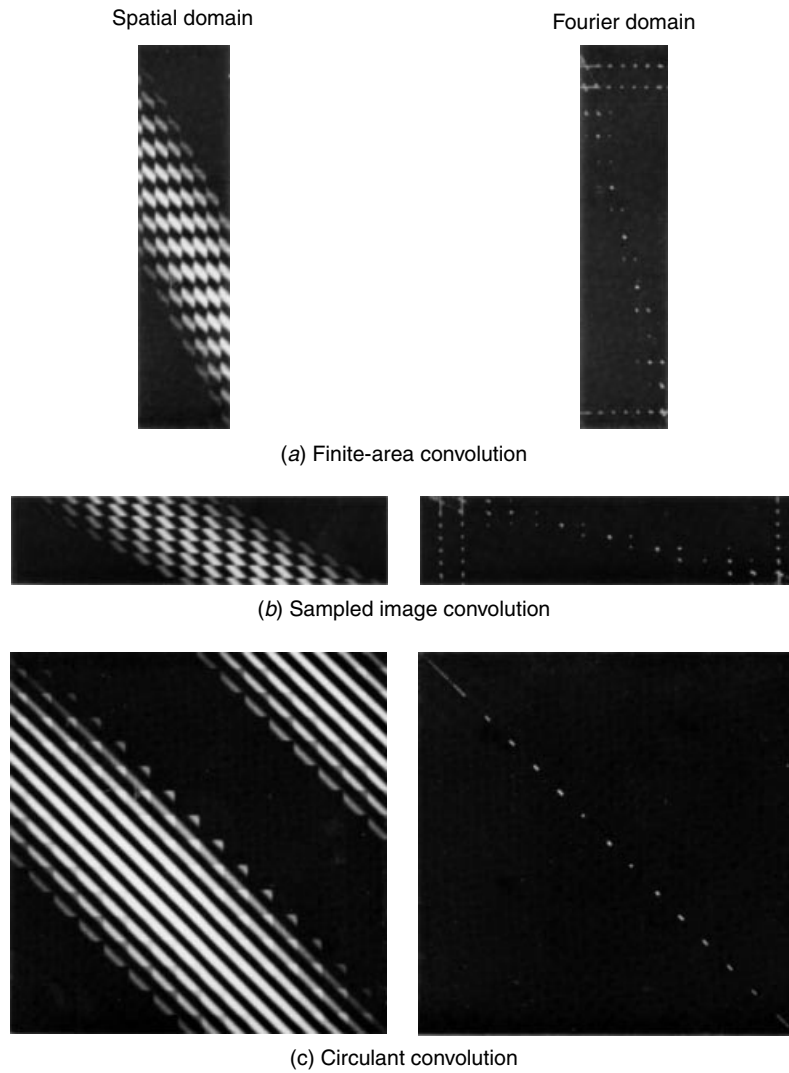 Spatial domain
Fourier domain
(a) Finite-area convolution
(b) Sampled image convolution
(c) Circulant convolution